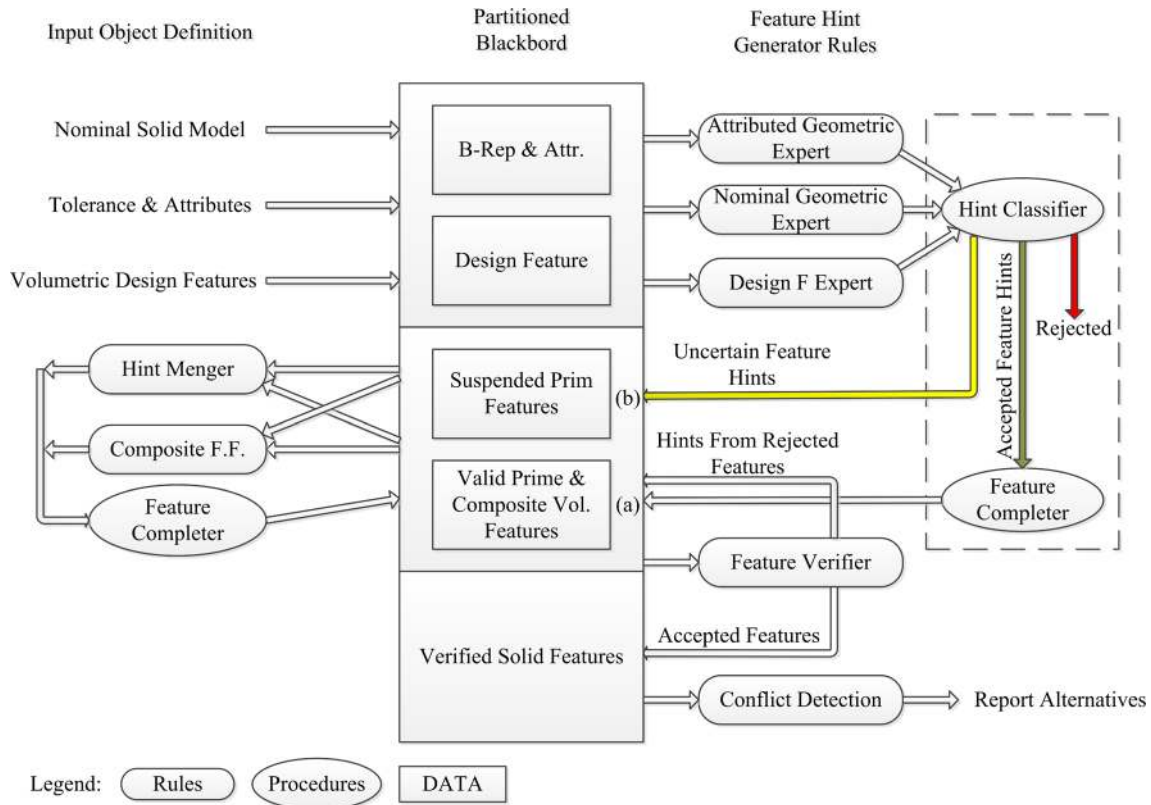 Input Object Definition
Partitioned
Blackbord
Feature Hint
Generator Rules
Nominal Solid Model
B-Rep & Attr.
Attributed Geometric
Expert
Tolerance & Attributes
Nominal Geometric
Expert
Hint Classifier
Volumetric Design Features
Design Feature
Design F Expert
Accepted Feature Hints
Rejected
Hint Menger
Suspended Prim
Features
(b)
Uncertain Feature
Hints
Composite F.F.
Hints From Rejected
Features
Feature
Completer
Valid Prime &
Composite Vol.
Features
(a)
Feature
Completer
Feature Verifier
Accepted Features
Verified Solid Features
Conflict Detection
Report Alternatives
Legend:
Rules
Procedures
DATA